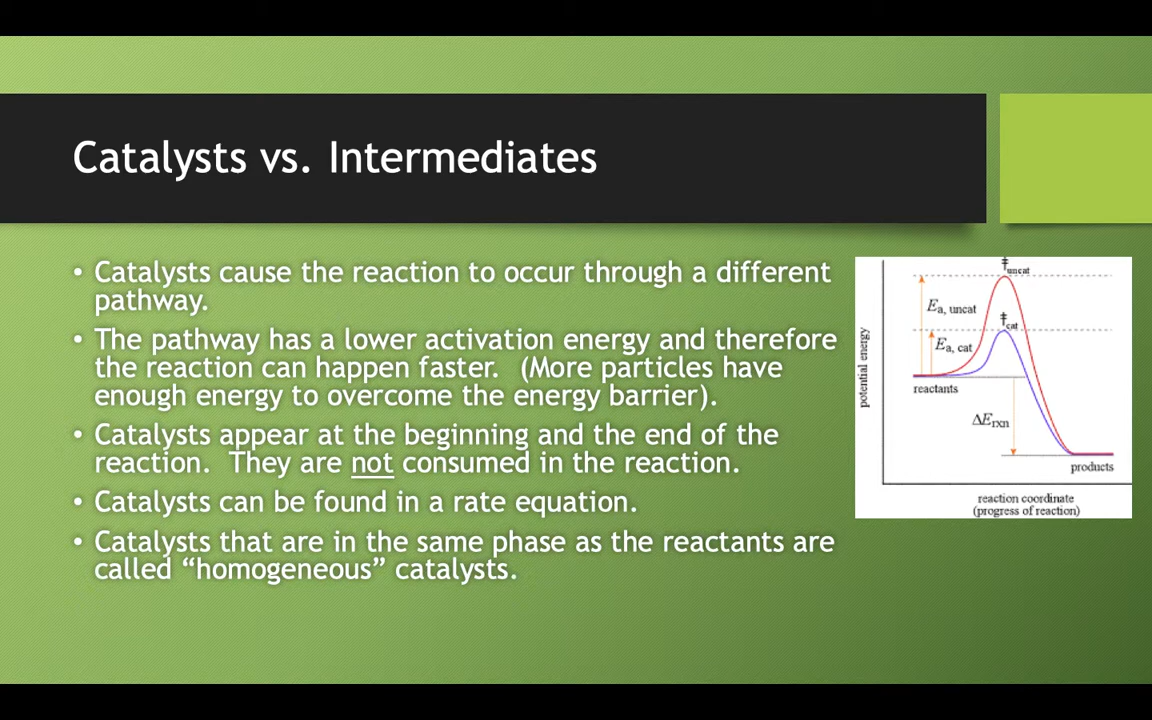 Catalysts vs. Intermediates
• Catalysts cause the reaction to occur through a different
pathway.
• The pathway has a lower activation energy and therefore
the reaction can happen faster.  (More particles have
enough energy to overcome the energy barrier).
• Catalysts appear at the beginning and the end of the
reaction.  They are not consumed in the reaction.
• Catalysts can be found in a rate equation.
• Catalysts that are in the same phase as the reactants are
called “homogeneous” catalysts.
‡uncat
Ea, uncat
‡cat
Ea, cat
potential energy
reactants
ΔErxn
products
reaction coordinate
(progress of reaction)